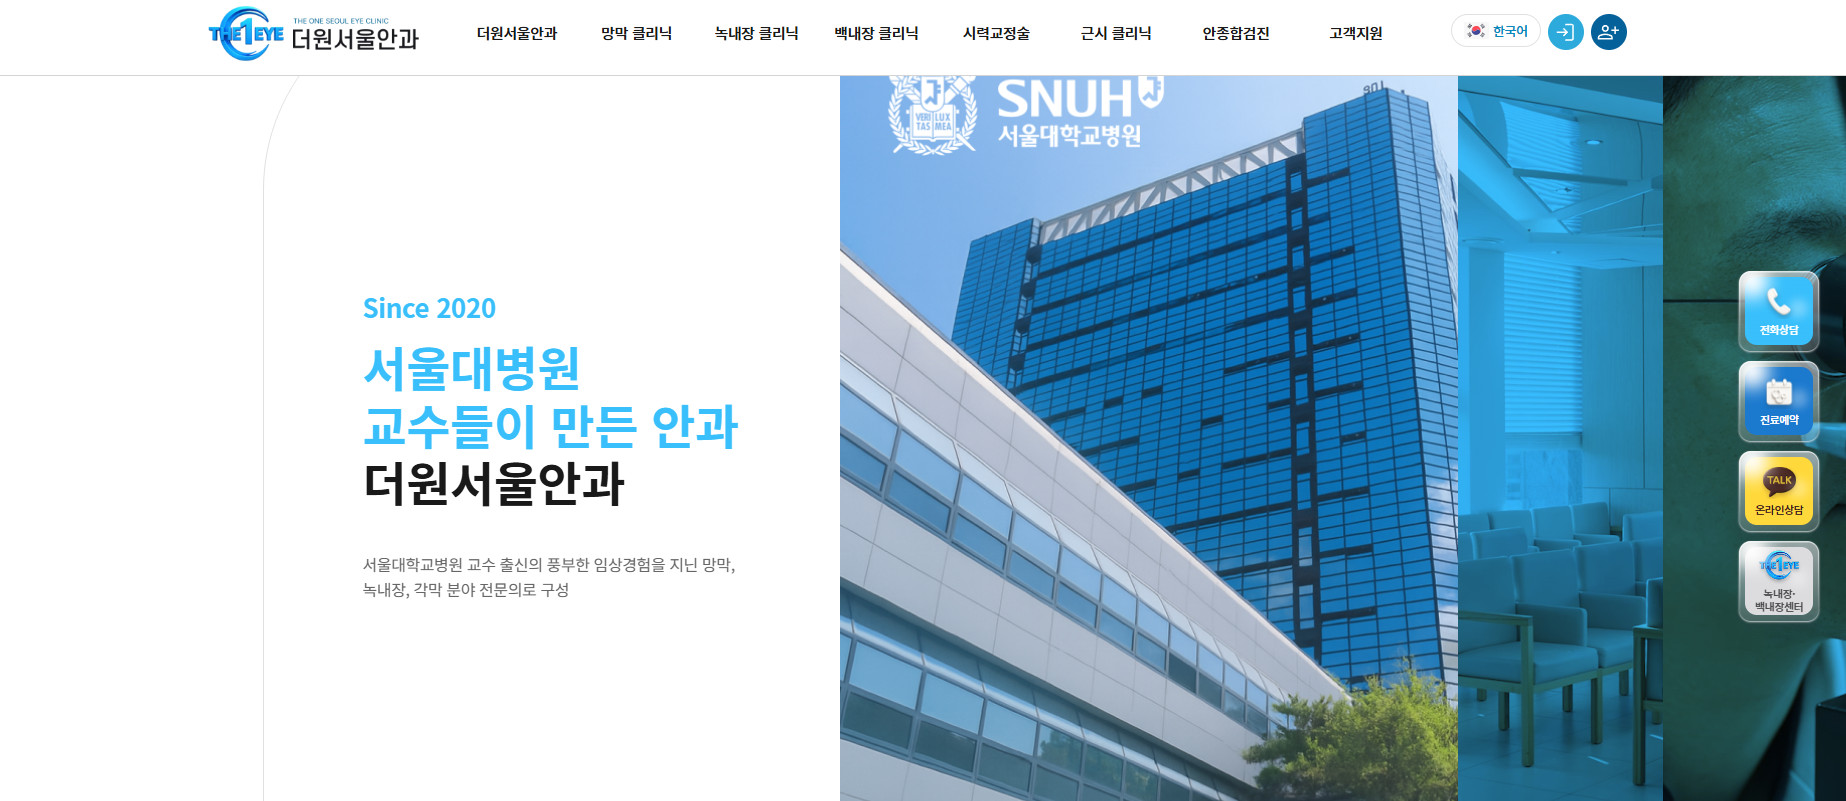 THE 1 EYE
THE ONE SEOUL EYE CLINIC
더원서울안과
더원서울안과
망막 클리닉
녹내장 클리닉
백내장 클리닉
시력교정술
근시 클리닉
안종합검진
고객지원
한국어
Since 2020
서울대병원
교수들이 만든 안과
더원서울안과
서울대학교병원 교수 출신의 풍부한 임상경험을 지닌 망막,
녹내장, 각막 분야 전문의로 구성
VERI LUX
TAS MEA
SNUH
서울대학교병원
전화상담
진료예약
TALK
온라인상담
THE 1 EYE
녹내장·
백내장센터